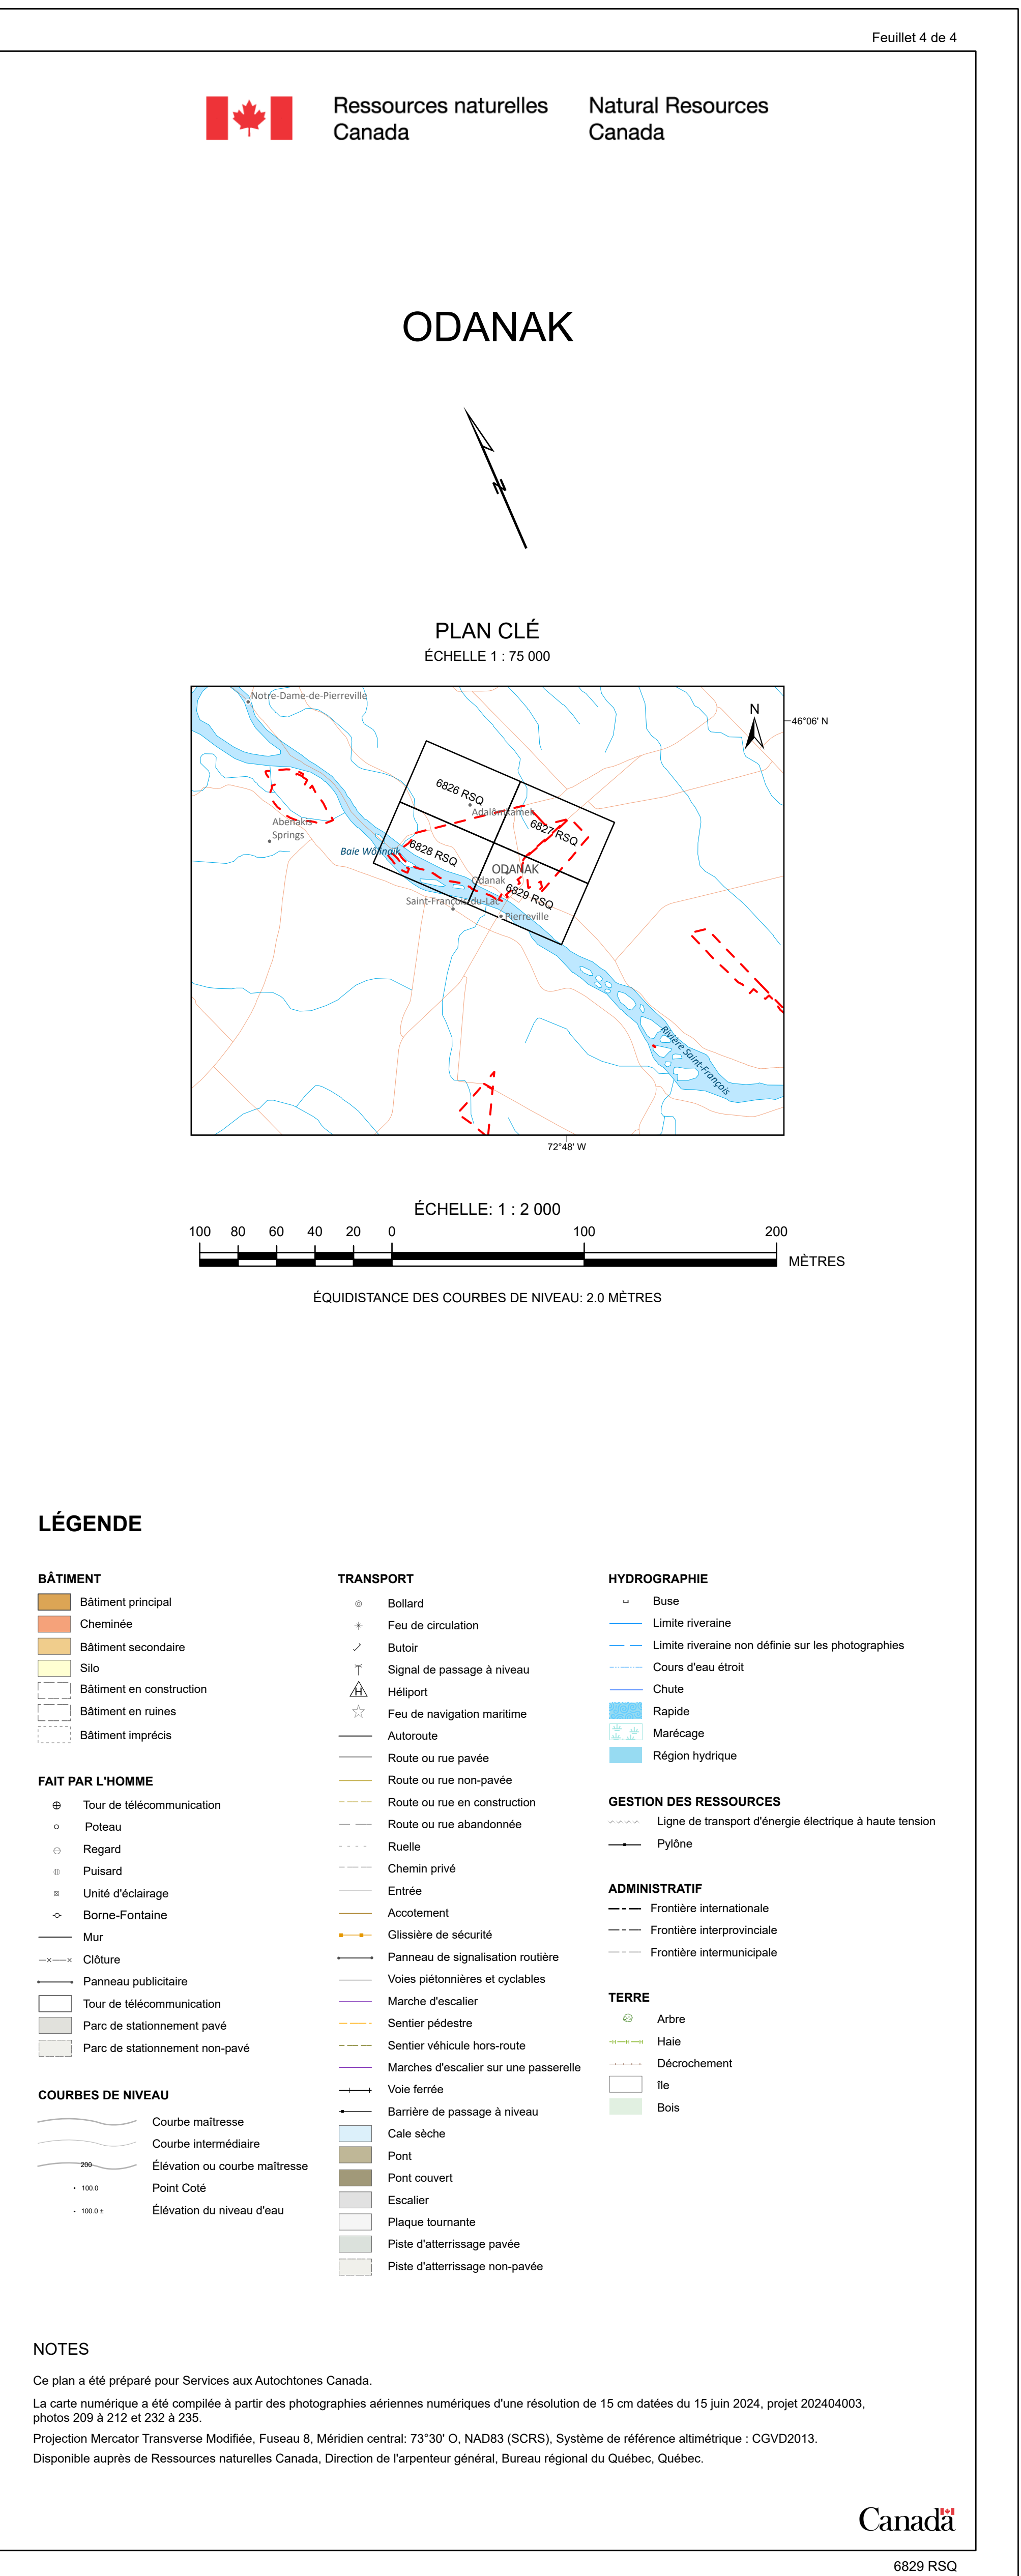 Feuillet 4 de 4
Ressources naturelles
Canada
Natural Resources
Canada
ODANAK
PLAN CLÉ
ÉCHELLE 1 : 75 000
Notre-Dame-de-Pierreville
N
46°06' N
6826 RSQ
6827 RSQ
Abenakis
Springs
Baie Wôlinaik
6828 RSQ
ODANAK
Odanak
6829 RSQ
Saint-François-du-Lac
Pierreville
Rivière Saint-François
72°48' W
ÉCHELLE: 1 : 2 000
100 80 60 40 20 0 100 200
MÈTRES
ÉQUIDISTANCE DES COURBES DE NIVEAU: 2.0 MÈTRES
LÉGENDE
BÂTIMENT
Bâtiment principal
Cheminée
Bâtiment secondaire
Silo
Bâtiment en construction
Bâtiment en ruines
Bâtiment imprécis
FAIT PAR L'HOMME
Tour de télécommunication
Poteau
Regard
Puisard
Unité d'éclairage
Borne-Fontaine
Mur
Clôture
Panneau publicitaire
Tour de télécommunication
Parc de stationnement pavé
Parc de stationnement non-pavé
COURBES DE NIVEAU
Courbe maîtresse
Courbe intermédiaire
200 Élévation ou courbe maîtresse
100.0 Point Coté
100.0 ± Élévation du niveau d'eau
TRANSPORT
Bollard
Feu de circulation
Butoir
Signal de passage à niveau
H Héliport
Feu de navigation maritime
Autoroute
Route ou rue pavée
Route ou rue non-pavée
Route ou rue en construction
Route ou rue abandonnée
Ruelle
Chemin privé
Entrée
Accotement
Glissière de sécurité
Panneau de signalisation routière
Voies piétonnières et cyclables
Marche d'escalier
Sentier pédestre
Sentier véhicule hors-route
Marches d'escalier sur une passerelle
Voie ferrée
Barrière de passage à niveau
Cale sèche
Pont
Pont couvert
Escalier
Plaque tournante
Piste d'atterrissage pavée
Piste d'atterrissage non-pavée
HYDROGRAPHIE
Buse
Limite riveraine
Limite riveraine non définie sur les photographies
Cours d'eau étroit
Chute
Rapide
Marécage
Région hydrique
GESTION DES RESSOURCES
Ligne de transport d'énergie électrique à haute tension
Pylône
ADMINISTRATIF
Frontière internationale
Frontière interprovinciale
Frontière intermunicipale
TERRE
Arbre
Haie
Décrochement
île
Bois
NOTES
Ce plan a été préparé pour Services aux Autochtones Canada.
La carte numérique a été compilée à partir des photographies aériennes numériques d'une résolution de 15 cm datées du 15 juin 2024, projet 202404003,
photos 209 à 212 et 232 à 235.
Projection Mercator Transverse Modifiée, Fuseau 8, Méridien central: 73°30' O, NAD83 (SCRS), Système de référence altimétrique : CGVD2013.
Disponible auprès de Ressources naturelles Canada, Direction de l'arpenteur général, Bureau régional du Québec, Québec.
Canada
6829 RSQ